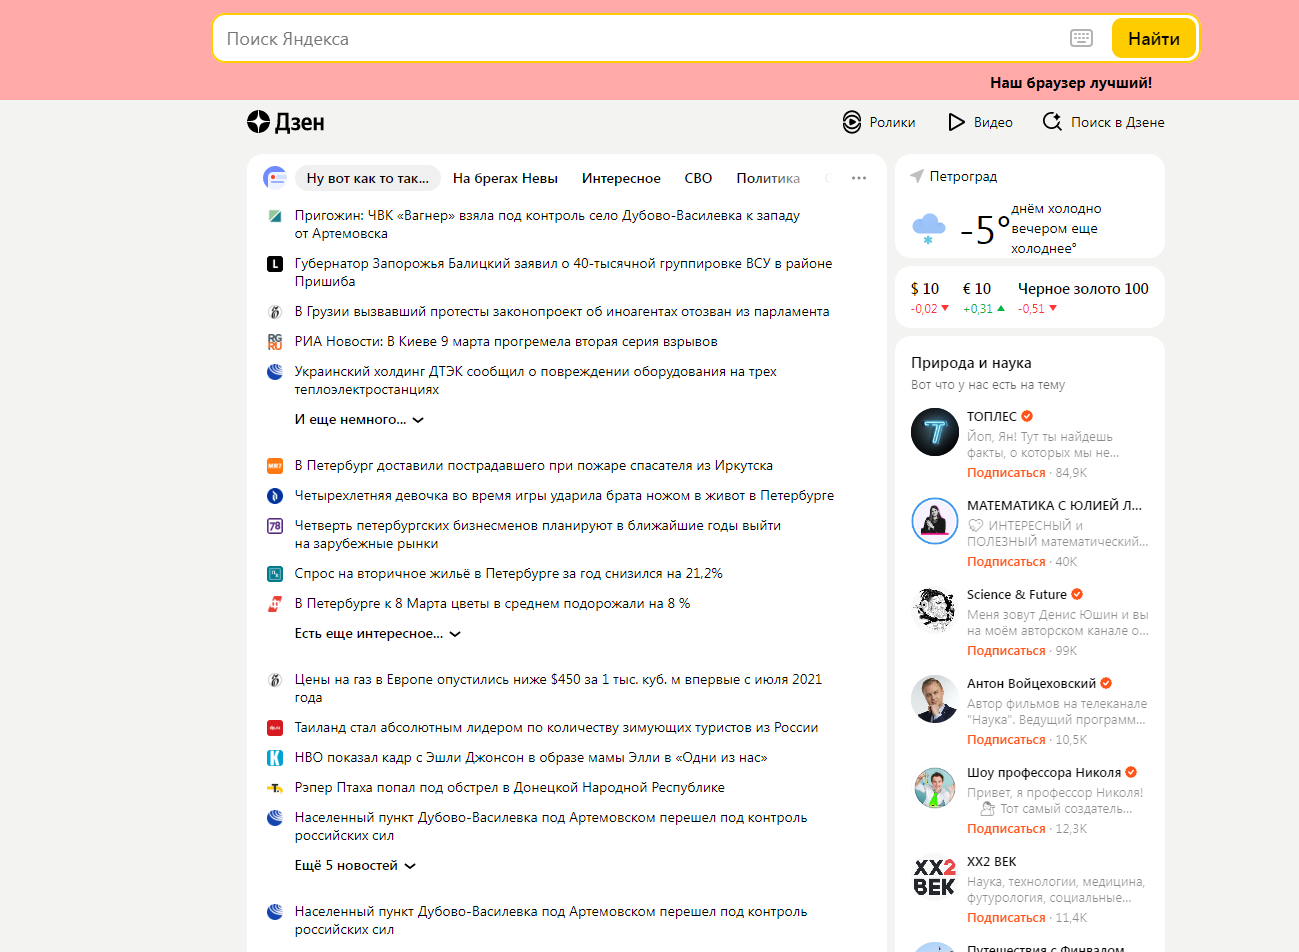 Поиск Яндекса
Найти
Наш браузер лучший!
Дзен
Ролики
Видео
Поиск в Дзене
Ну вот как то так...
На брегах Невы
Интересное
СВО
Политика
Пригожин: ЧВК «Вагнер» взяла под контроль село Дубово-Василевка к западу
от Артемовска
Губернатор Запорожья Балицкий заявил о 40-тысячной группировке ВСУ в районе
Пришиба
В Грузии вызвавший протесты законопроект об иноагентах отозван из парламента
RG
RU
РИА Новости: В Киеве 9 марта прогремела вторая серия взрывов
Украинский холдинг ДТЭК сообщил о повреждении оборудования на трех
теплоэлектростанциях
И еще немного...
В Петербург доставили пострадавшего при пожаре спасателя из Иркутска
Четырехлетняя девочка во время игры ударила брата ножом в живот в Петербурге
78
Четверть петербургских бизнесменов планируют в ближайшие годы выйти
на зарубежные рынки
Спрос на вторичное жильё в Петербурге за год снизился на 21,2%
В Петербурге к 8 Марта цветы в среднем подорожали на 8 %
Есть еще интересное...
Цены на газ в Европе опустились ниже $450 за 1 тыс. куб. м впервые с июля 2021
года
Таиланд стал абсолютным лидером по количеству зимующих туристов из России
HBO показал кадр с Эшли Джонсон в образе мамы Элли в «Одни из нас»
Рэпер Птаха попал под обстрел в Донецкой Народной Республике
Населенный пункт Дубово-Василевка под Артемовском перешел под контроль
российских сил
Ещё 5 новостей
Населенный пункт Дубово-Василевка под Артемовском перешел под контроль
российских сил
Петроград
-5°
днём холодно
вечером еще
холоднее°
$ 10
€ 10
Черное золото 100
-0,02
+0,31
-0,51
Природа и наука
Вот что у нас есть на тему
ТОПЛЕС
Йоп, Ян! Тут ты найдешь
факты, о которых мы не...
Подписаться · 84,9K
МАТЕМАТИКА С ЮЛИЕЙ Л...
ИНТЕРЕСНЫЙ и
ПОЛЕЗНЫЙ математический...
Подписаться · 40K
Science & Future
Меня зовут Денис Юшин и вы
на моём авторском канале о...
Подписаться · 99K
Антон Войцеховский
Автор фильмов на телеканале
"Наука". Ведущий программ...
Подписаться · 10,5K
Шоу профессора Николя
Привет, я профессор Николя!
Тот самый создатель...
Подписаться · 12,3K
XX2 ВЕК
XX2 ВЕК
Наука, технологии, медицина,
футурология, социальные...
Подписаться · 11,4K
Путешествия с Финвалом